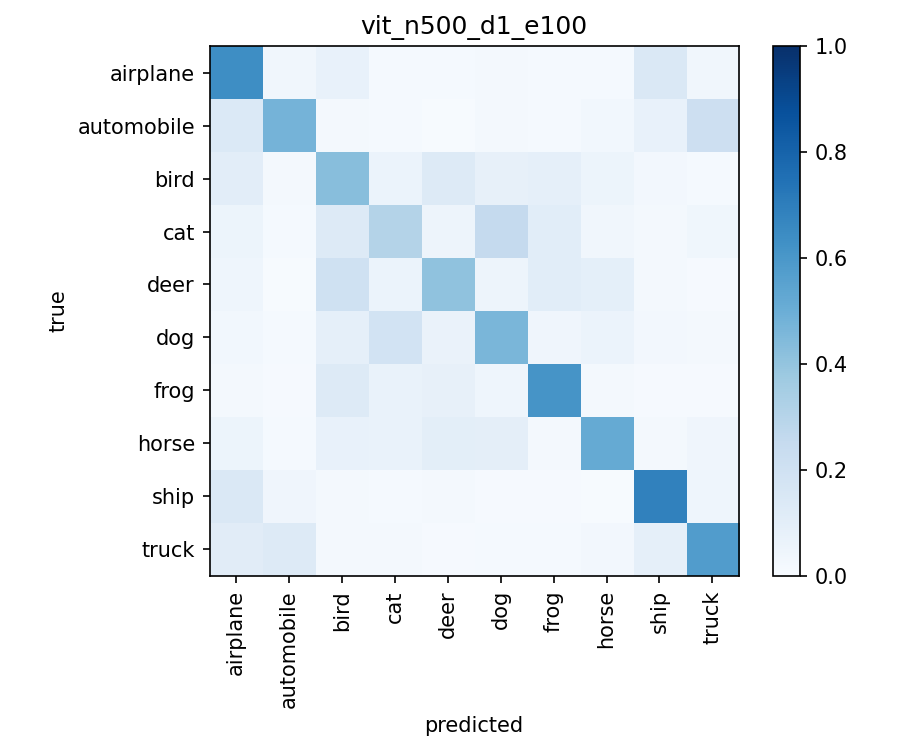 vit_n500_d1_e100
airplane
automobile
bird
cat
deer
dog
frog
horse
ship
truck
true
airplane
automobile
bird
cat
deer
dog
frog
horse
ship
truck
predicted
1.0
0.8
0.6
0.4
0.2
0.0